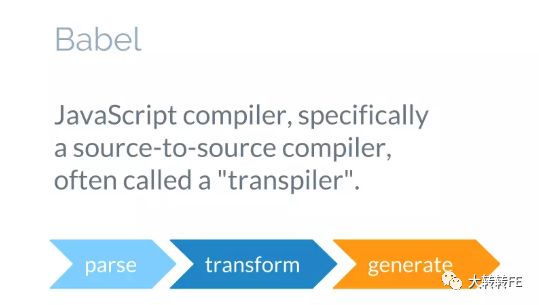 Babel
JavaScript compiler, specifically
a source-to-source compiler,
often called a "transpiler".
parse transform generate
大转转FE